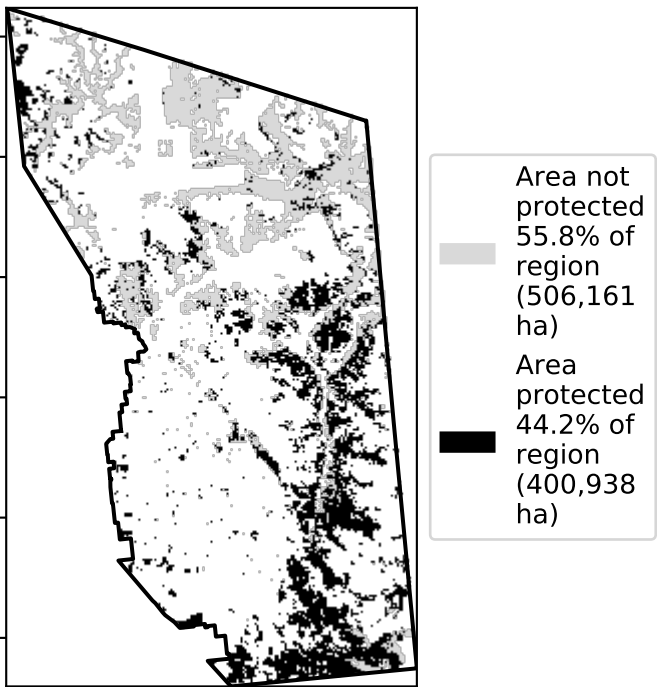 Area not
protected
55.8% of
region
(506,161
ha)
Area
protected
44.2% of
region
(400,938
ha)